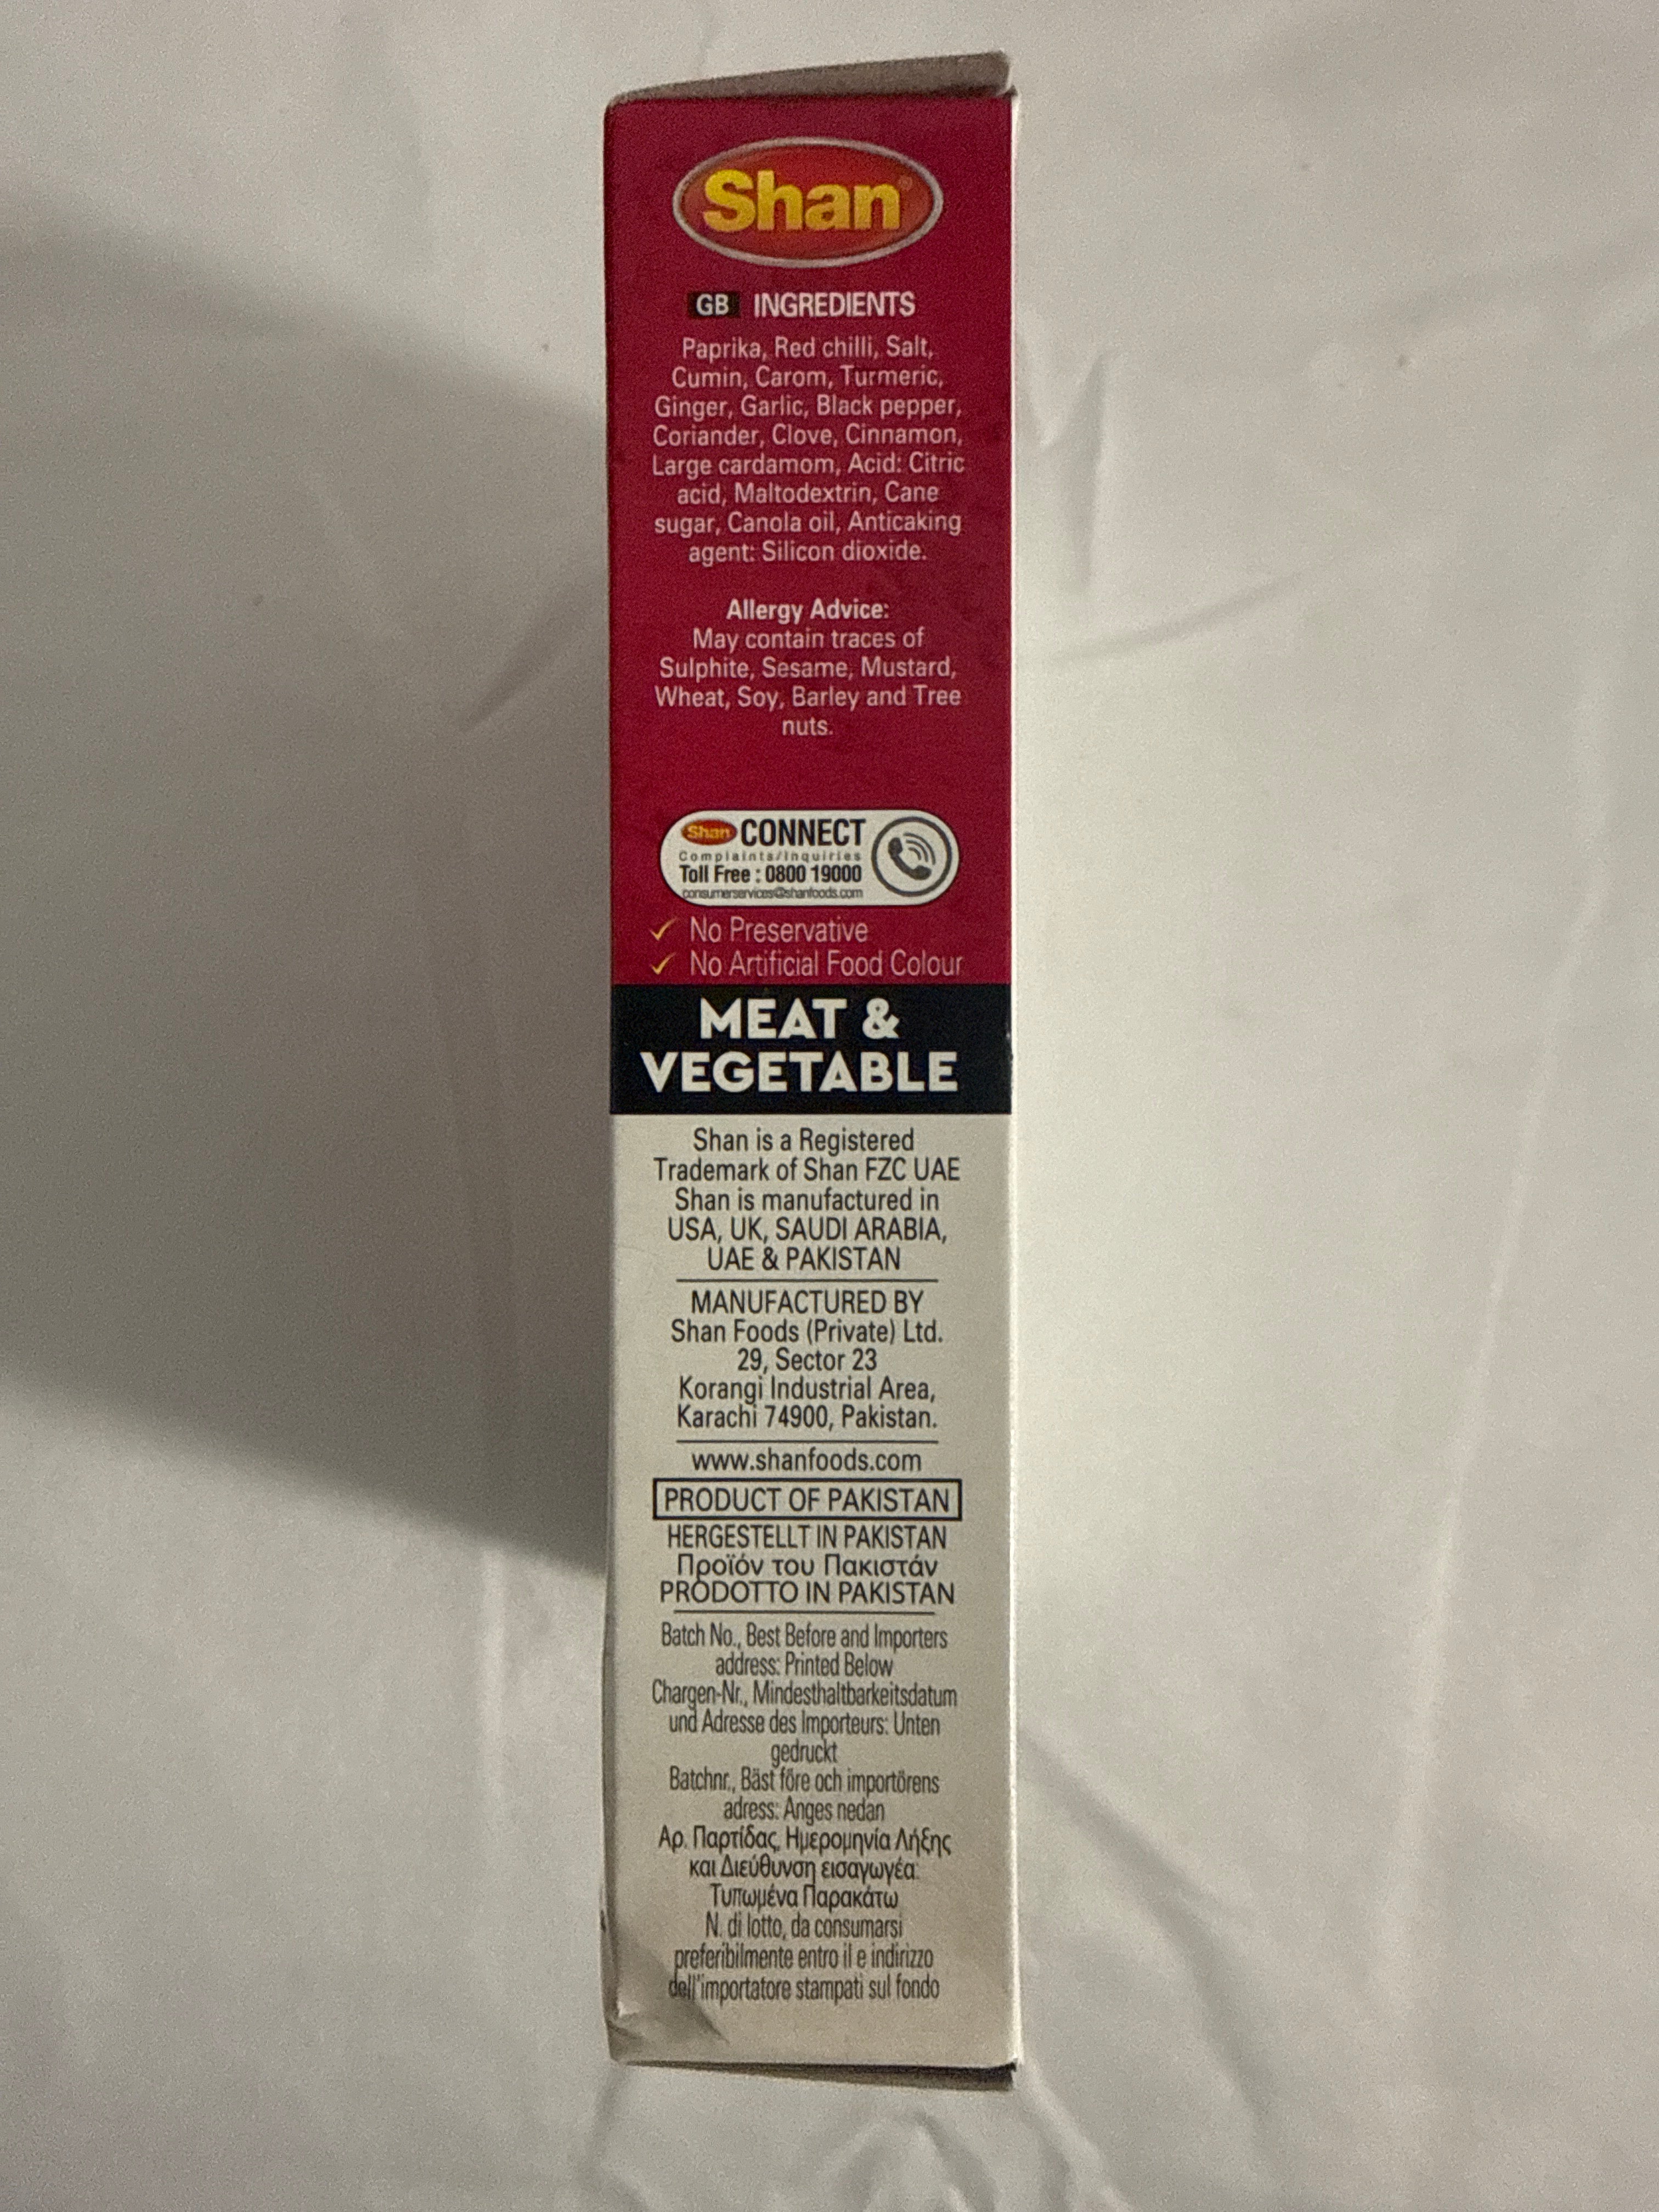 Shan®
GB INGREDIENTS
Paprika, Red chilli, Salt,
Cumin, Carom, Turmeric,
Ginger, Garlic, Black pepper,
Coriander, Clove, Cinnamon,
Large cardamom, Acid: Citric
acid, Maltodextrin, Cane
sugar, Canola oil, Anticaking
agent: Silicon dioxide.
Allergy Advice:
May contain traces of
Sulphite, Sesame, Mustard,
Wheat, Soy, Barley and Tree
nuts.
Shan CONNECT
Complaints/Inquiries
Toll Free : 0800 19000
consumerservices@shanfoods.com
No Preservative
No Artificial Food Colour
MEAT &
VEGETABLE
Shan is a Registered
Trademark of Shan FZC UAE
Shan is manufactured in
USA, UK, SAUDI ARABIA,
UAE & PAKISTAN
MANUFACTURED BY
Shan Foods (Private) Ltd.
29, Sector 23
Korangi Industrial Area,
Karachi 74900, Pakistan.
www.shanfoods.com
PRODUCT OF PAKISTAN
HERGESTELLT IN PAKISTAN
Προϊόν του Πακιστάν
PRODOTTO IN PAKISTAN
Batch No., Best Before and Importers
address: Printed Below
Chargen-Nr., Mindesthaltbarkeitsdatum
und Adresse des Importeurs: Unten
gedruckt
Batchnr., Bäst före och importörens
adress: Anges nedan
Αρ. Παρτίδας, Ημερομηνία Λήξης
και Διεύθυνση εισαγωγέα:
Τυπωμένα Παρακάτω
N. di lotto, da consumarsi
preferibilmente entro il e indirizzo
dell'importatore stampati sul fondo